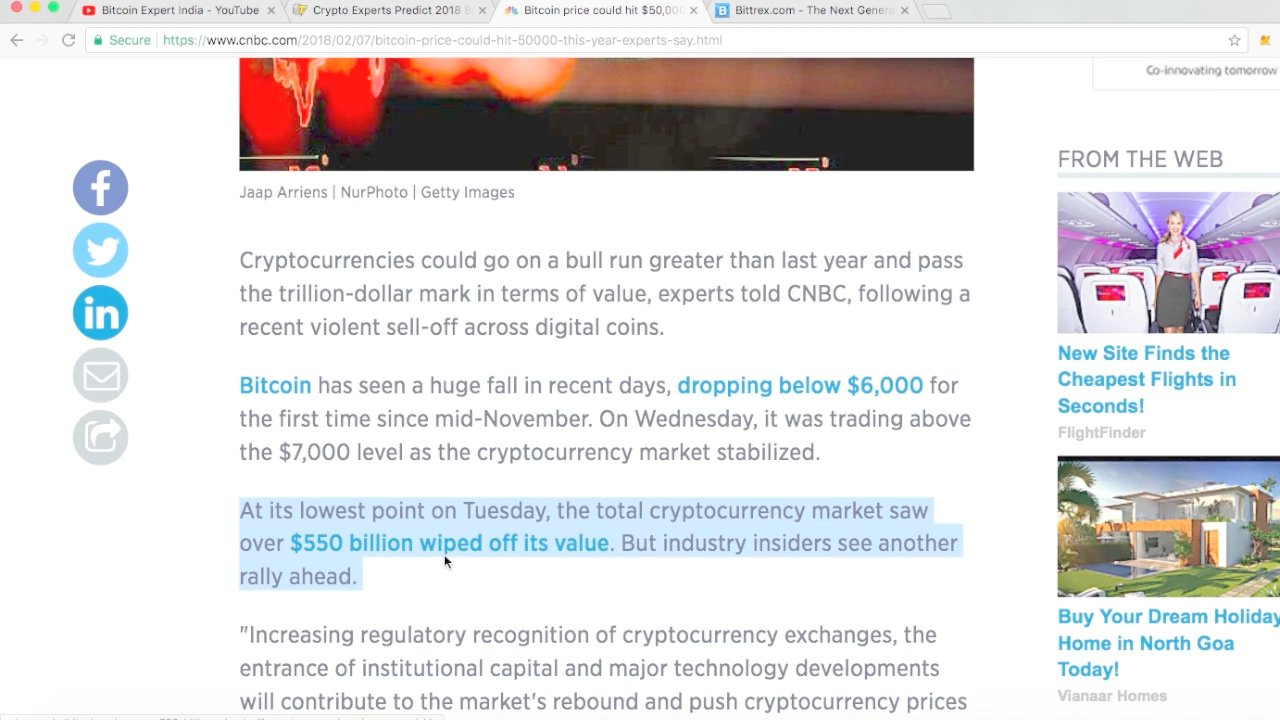 Bitcoin Expert India - YouTube
Crypto Experts Predict 2018 B
Bitcoin price could hit $50,00
Bittrex.com - The Next Genera
Secure
https://www.cnbc.com/2018/02/07/bitcoin-price-could-hit-50000-this-year-experts-say.html
Co-innovating tomorrow
Jaap Arriens | NurPhoto | Getty Images
Cryptocurrencies could go on a bull run greater than last year and pass
the trillion-dollar mark in terms of value, experts told CNBC, following a
recent violent sell-off across digital coins.
Bitcoin has seen a huge fall in recent days, dropping below $6,000 for
the first time since mid-November. On Wednesday, it was trading above
the $7,000 level as the cryptocurrency market stabilized.
At its lowest point on Tuesday, the total cryptocurrency market saw
over $550 billion wiped off its value. But industry insiders see another
rally ahead.
"Increasing regulatory recognition of cryptocurrency exchanges, the
entrance of institutional capital and major technology developments
will contribute to the market's rebound and push cryptocurrency prices
FROM THE WEB
New Site Finds the
Cheapest Flights in
Seconds!
FlightFinder
Buy Your Dream Holiday
Home in North Goa
Today!
Vianaar Homes